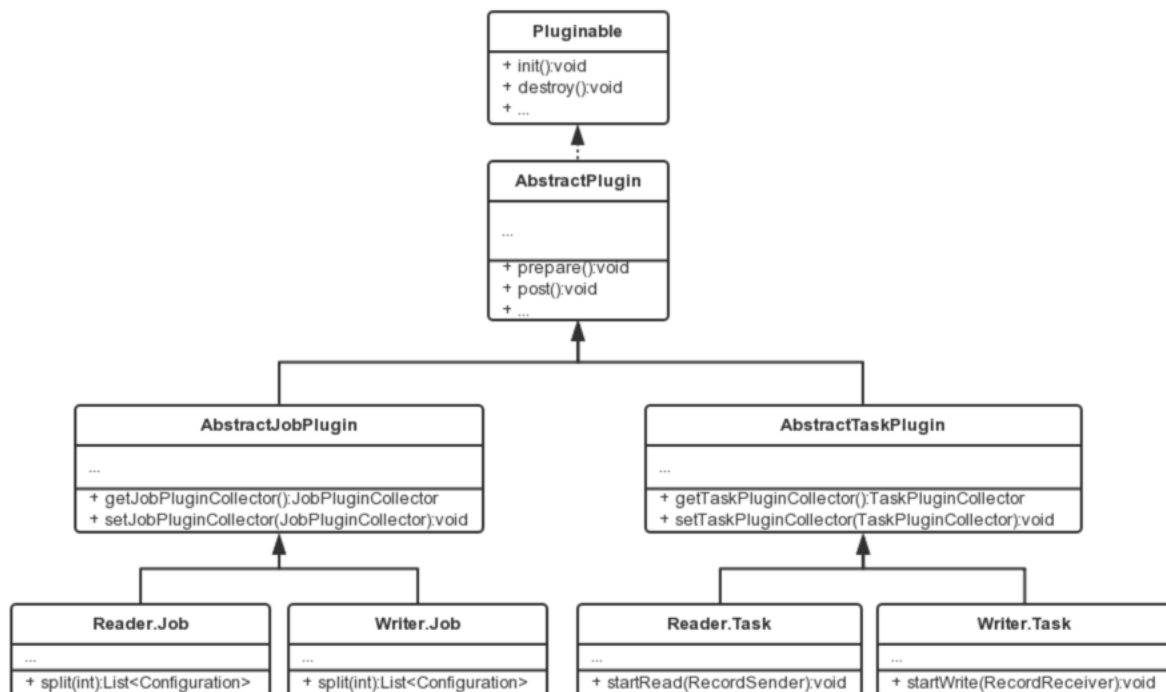 Pluginable
+ init():void
+ destroy():void
+ ...
AbstractPlugin
...
+ prepare():void
+ post():void
+ ...
AbstractJobPlugin
...
+ getJobPluginCollector():JobPluginCollector
+ setJobPluginCollector(JobPluginCollector):void
AbstractTaskPlugin
...
+ getTaskPluginCollector():TaskPluginCollector
+ setTaskPluginCollector(TaskPluginCollector):void
Reader.Job
...
+ split(int):List<Configuration>
Writer.Job
...
+ split(int):List<Configuration>
Reader.Task
...
+ startRead(RecordSender):void
Writer.Task
...
+ startWrite(RecordReceiver):void